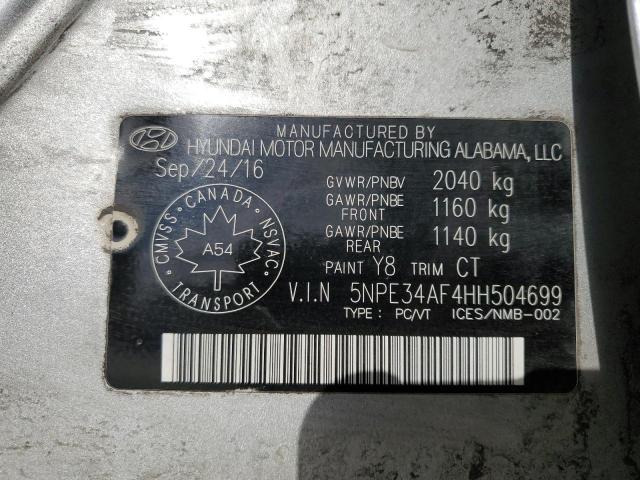 MANUFACTURED BY
HYUNDAI MOTOR MANUFACTURING ALABAMA, LLC
Sep/24/16
GVWR/PNBV 2040 kg
GAWR/PNBE FRONT 1160 kg
GAWR/PNBE REAR 1140 kg
CANADA
CMVSS
NSVAC
A54
TRANSPORT
PAINT Y8 TRIM CT
V.I.N 5NPE34AF4HH504699
TYPE : PC/VT ICES/NMB-002